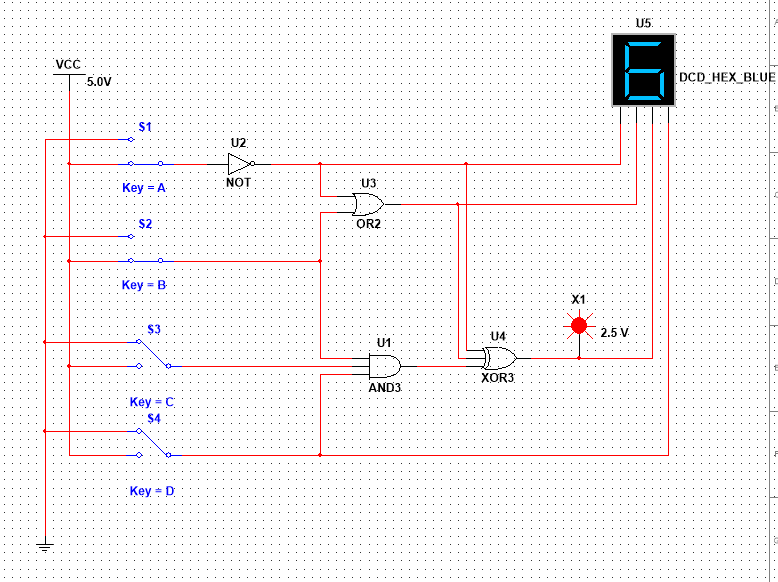 U5
VCC
5.0V
DCD_HEX_BLUE
6
S1
U2
NOT
Key = A
U3
OR2
S2
Key = B
X1
2.5 V
S3
U1
U4
AND3
XOR3
Key = C
S4
Key = D